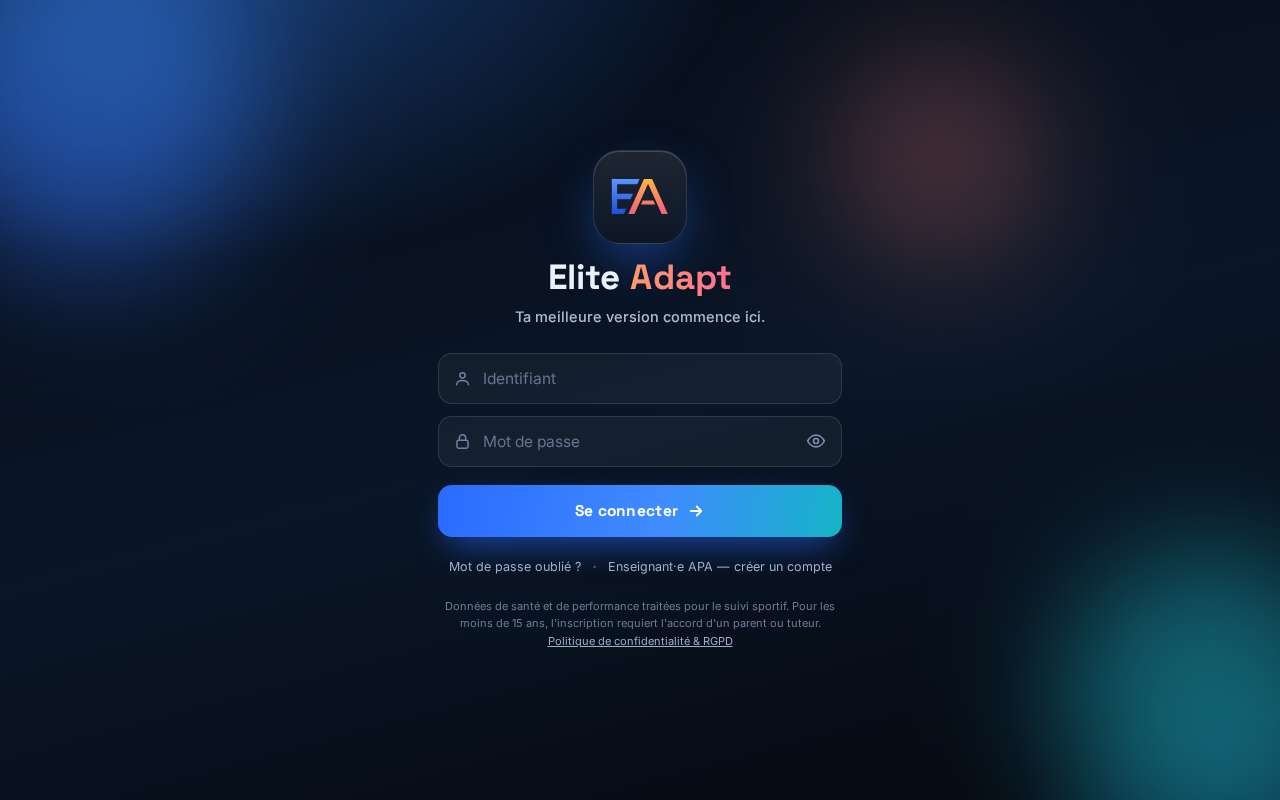 EA
Elite Adapt
Ta meilleure version commence ici.
Identifiant
Mot de passe
Se connecter →
Mot de passe oublié ? · Enseignant·e APA — créer un compte
Données de santé et de performance traitées pour le suivi sportif. Pour les
moins de 15 ans, l'inscription requiert l'accord d'un parent ou tuteur.
Politique de confidentialité & RGPD